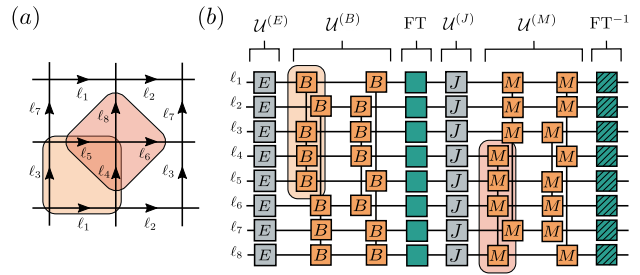 (a)
ℓ₁ ℓ₂
ℓ₇ ℓ₈ ℓ₇
ℓ₅ ℓ₆
ℓ₃ ℓ₄ ℓ₃
ℓ₁ ℓ₂
(b)
𝒰⁽ᴱ⁾ 𝒰⁽ᴮ⁾ FT 𝒰⁽ᴶ⁾ 𝒰⁽ᴹ⁾ FT⁻¹
ℓ₁ E B B J M M
ℓ₂ E B B J M M
ℓ₃ E B B J M M
ℓ₄ E B B J M M
ℓ₅ E B B J M M
ℓ₆ E B B J M M
ℓ₇ E B B J M M
ℓ₈ E B B J M M